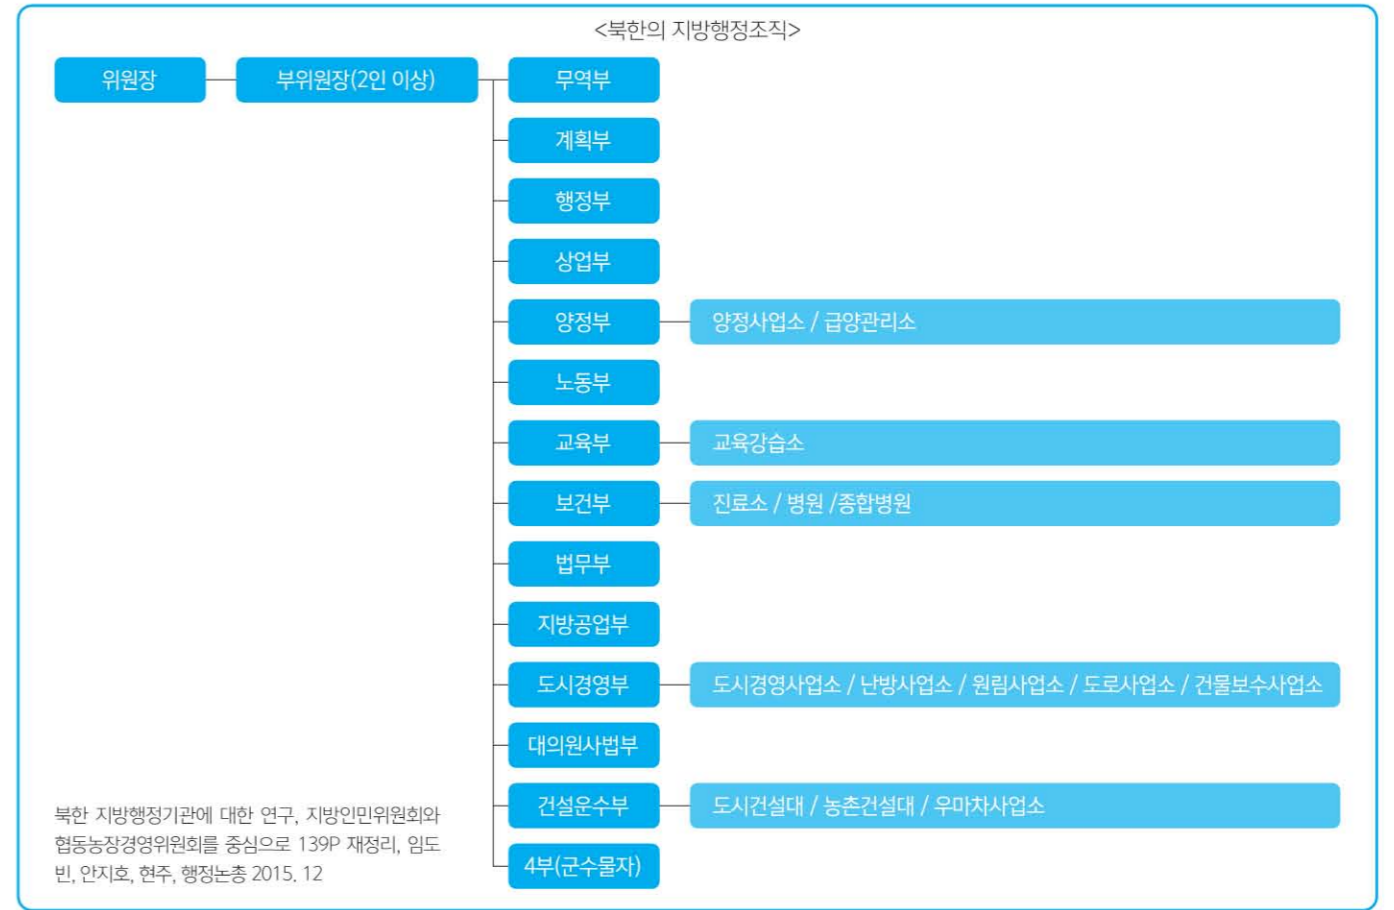 <북한의 지방행정조직>
위원장
부위원장(2인 이상)
무역부
계획부
행정부
상업부
양정부
양정사업소 / 급양관리소
노동부
교육부
교육강습소
보건부
진료소 / 병원 /종합병원
법무부
지방공업부
도시경영부
도시경영사업소 / 난방사업소 / 원림사업소 / 도로사업소 / 건물보수사업소
대의원사법부
건설운수부
도시건설대 / 농촌건설대 / 우마차사업소
4부(군수물자)
북한 지방행정기관에 대한 연구, 지방인민위원회와
협동농장경영위원회를 중심으로 139P 재정리, 임도
빈, 안지호, 현주, 행정논총 2015. 12